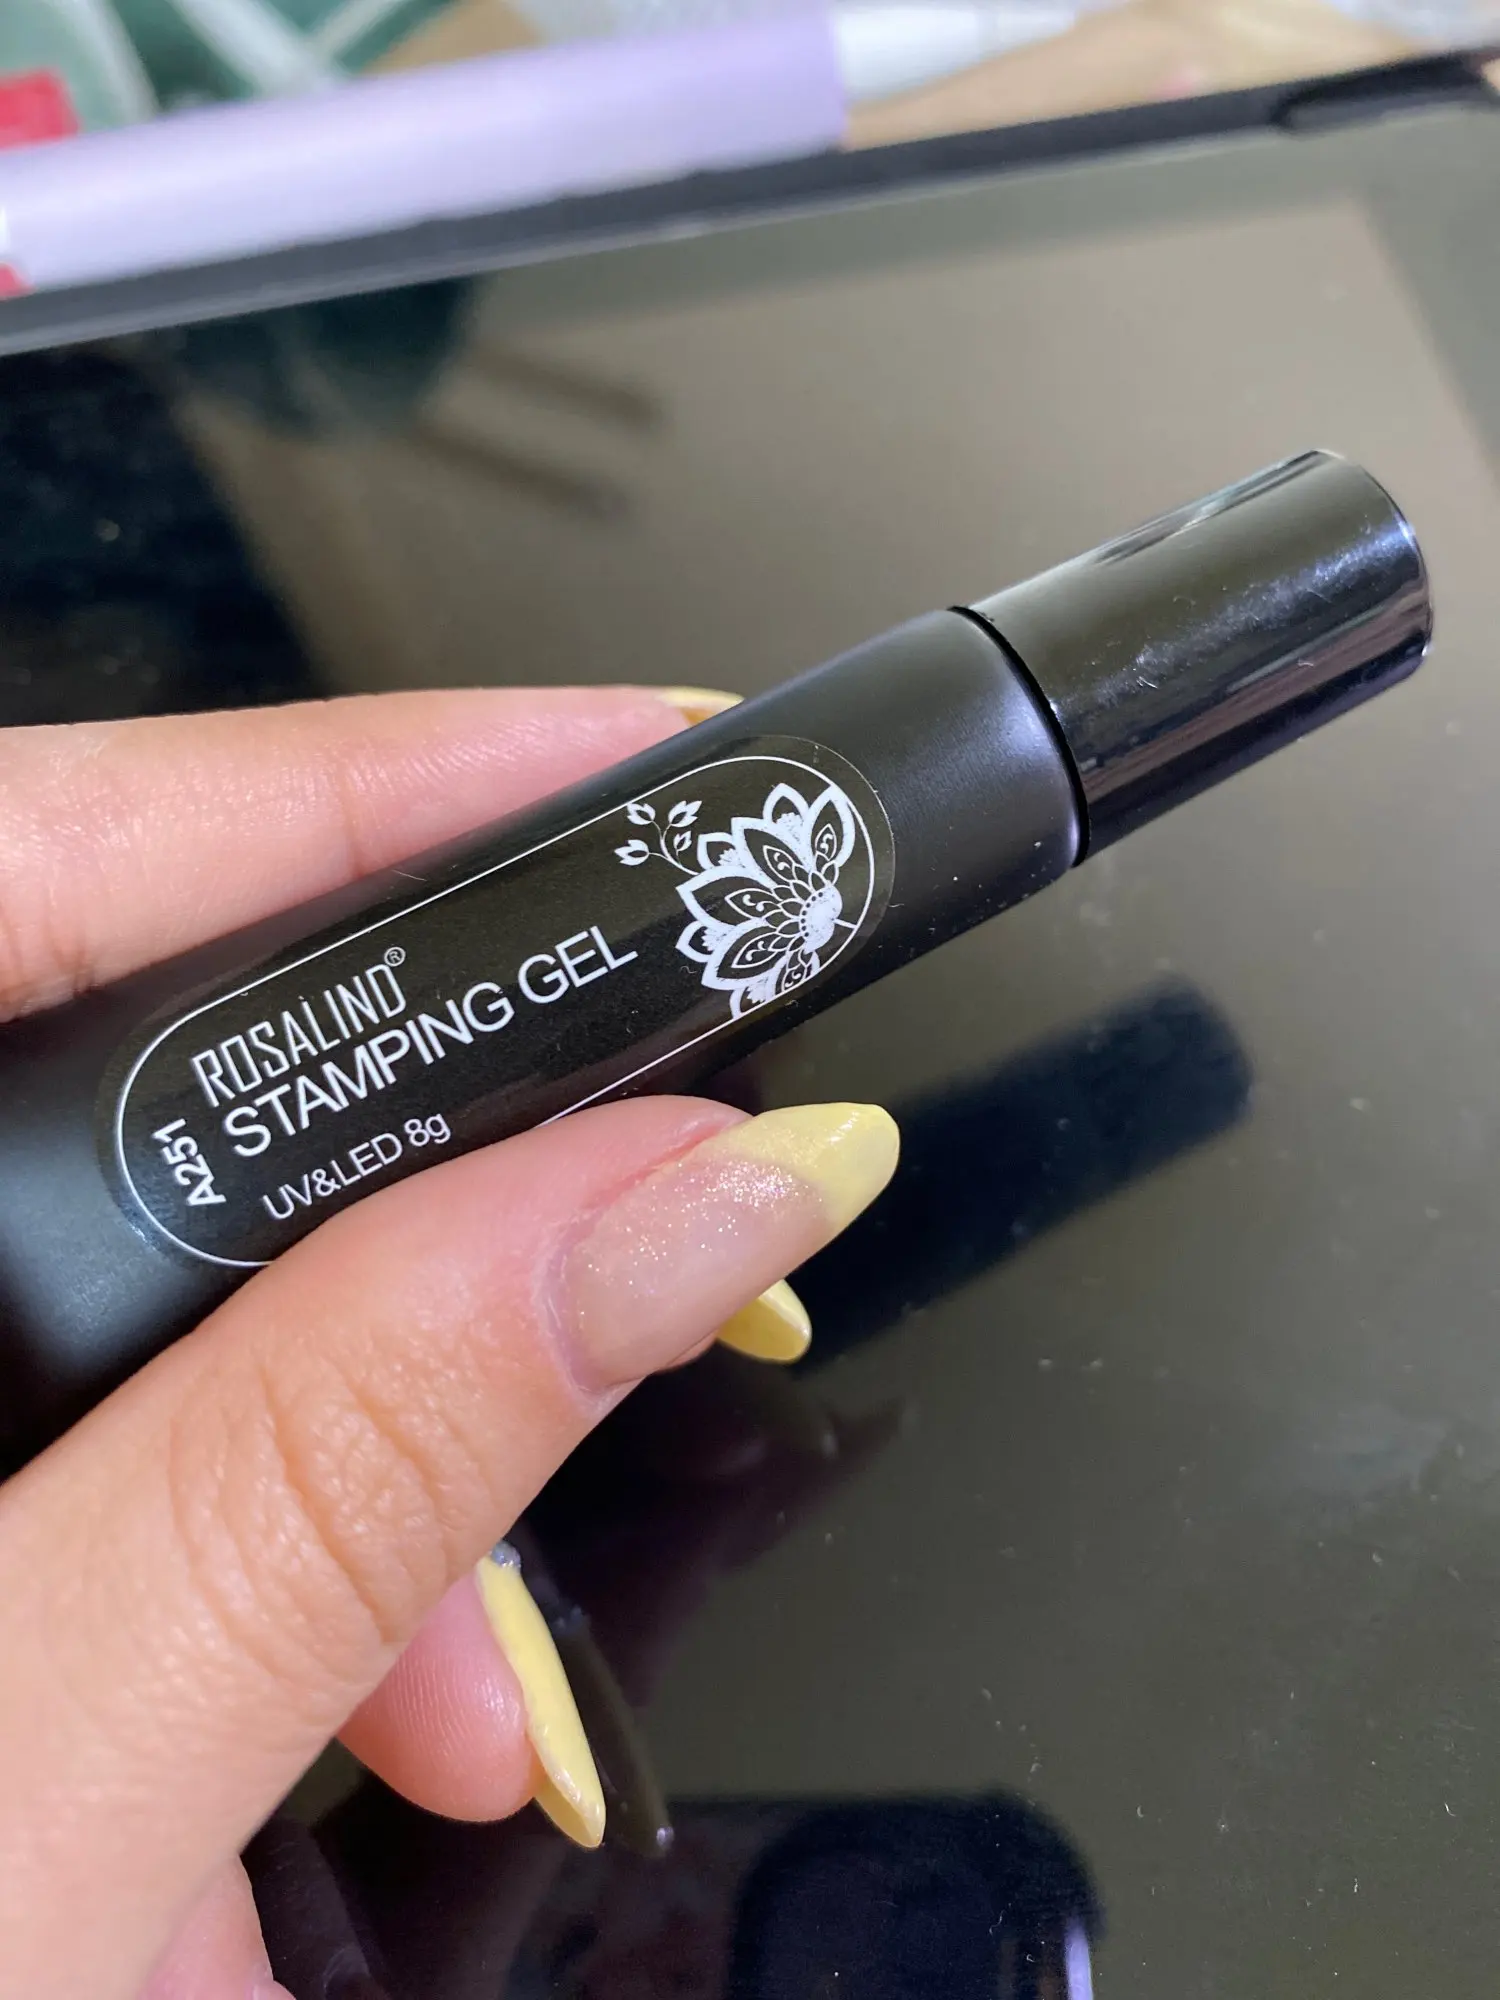 ROSALIND®
STAMPING GEL
UV&LED 8g
A251